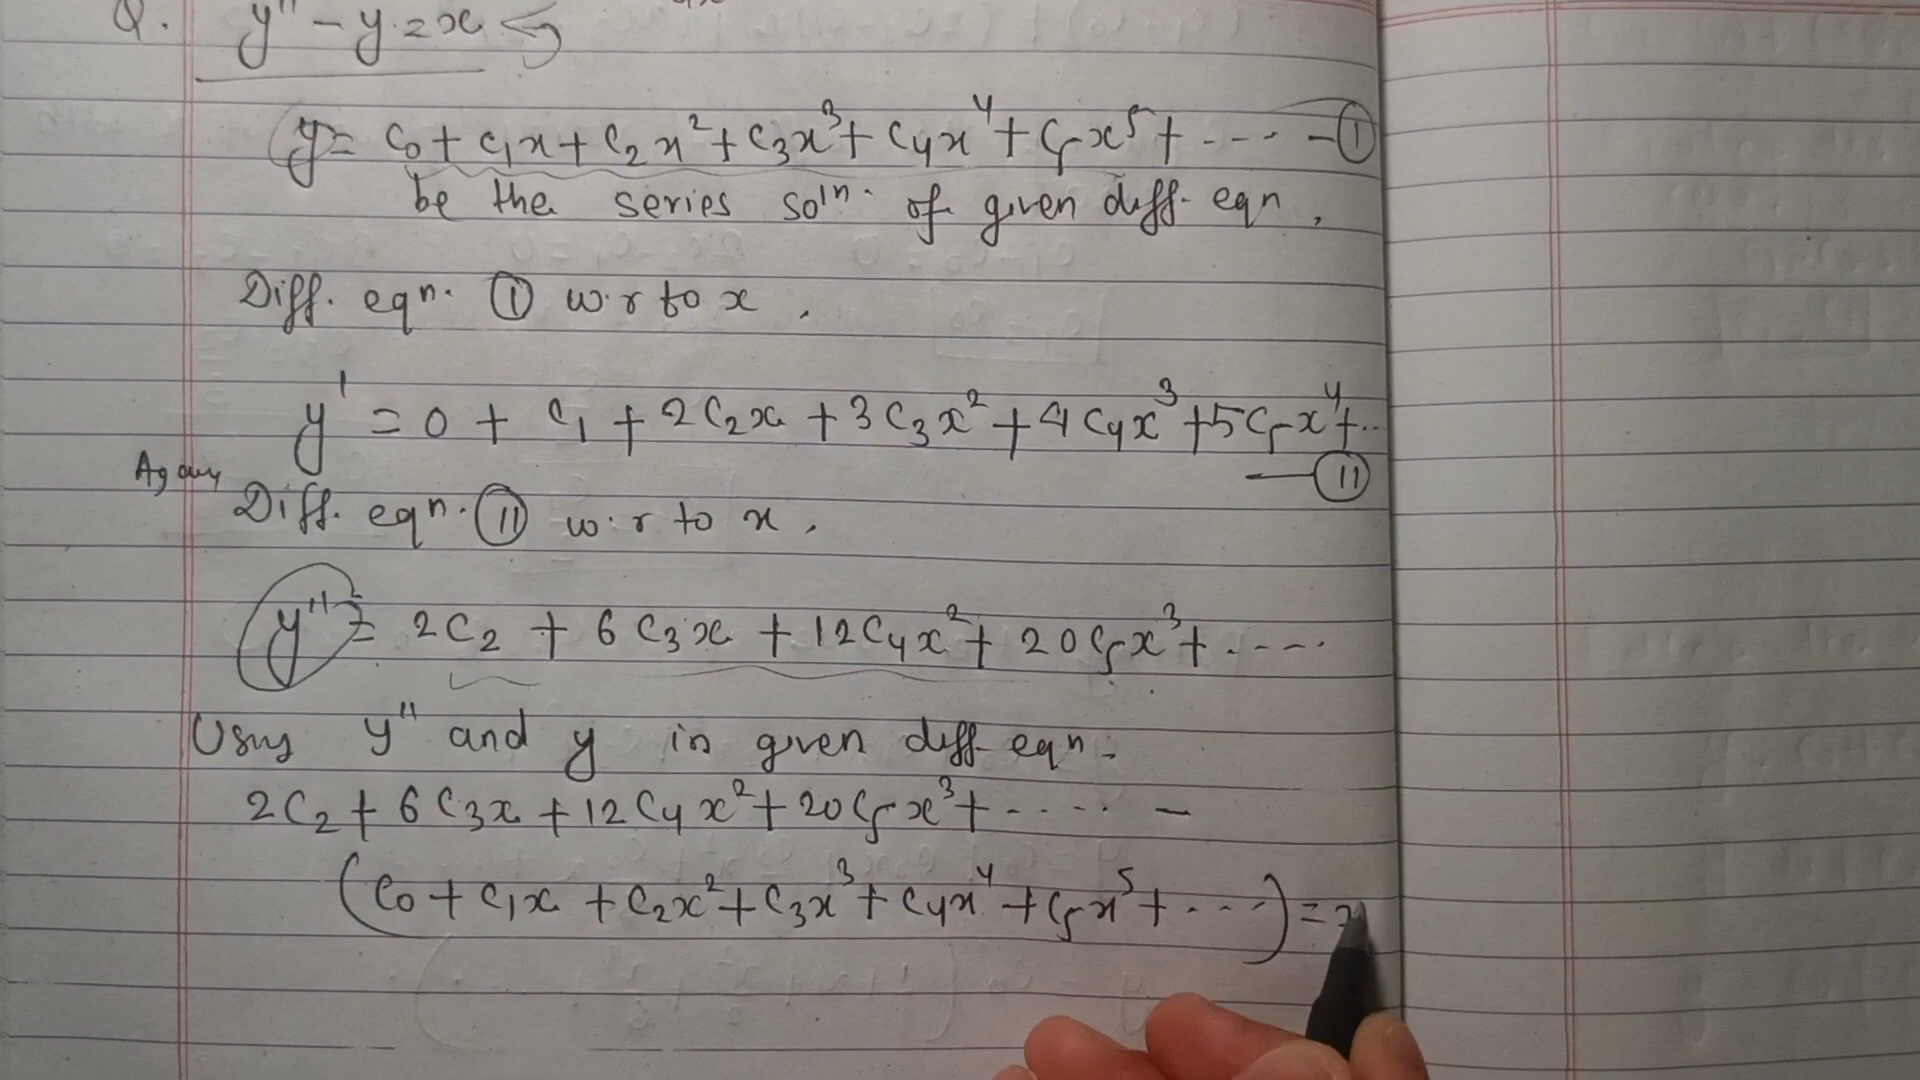 Q. y'' - y = x
y = c₀ + c₁x + c₂x² + c₃x³ + c₄x⁴ + c₅x⁵ + ---- - ①
be the series solⁿ. of given diff. eqn.
Diff. eqⁿ. ① w.r to x,
y' = 0 + c₁ + 2c₂x + 3c₃x² + 4c₄x³ + 5c₅x⁴ + ...
— ⑪
Again
Diff. eqⁿ. ⑪ w.r to x,
y'' = 2c₂ + 6c₃x + 12c₄x² + 20c₅x³ + .---
Using y'' and y in given diff eqⁿ.
2c₂ + 6c₃x + 12c₄x² + 20c₅x³ + ..... -
(c₀ + c₁x + c₂x² + c₃x³ + c₄x⁴ + c₅x⁵ + ....) = x